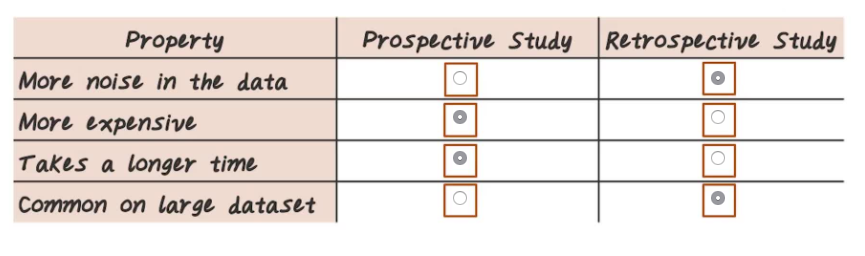 Property Prospective Study Retrospective Study
More noise in the data
More expensive
Takes a longer time
Common on large dataset